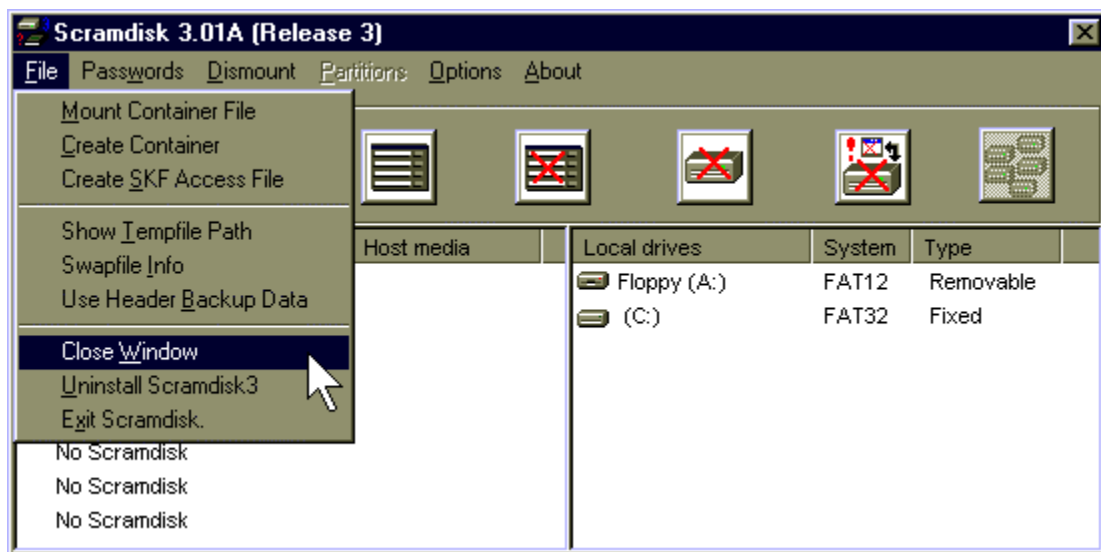 Scramdisk 3.01A (Release 3)
File Passwords Dismount Partitions Options About
Mount Container File
Create Container
Create SKF Access File
Show Tempfile Path
Swapfile Info
Use Header Backup Data
Close Window
Uninstall Scramdisk3
Exit Scramdisk.
Host media
No Scramdisk
No Scramdisk
No Scramdisk
Local drives System Type
Floppy (A:) FAT12 Removable
(C:) FAT32 Fixed